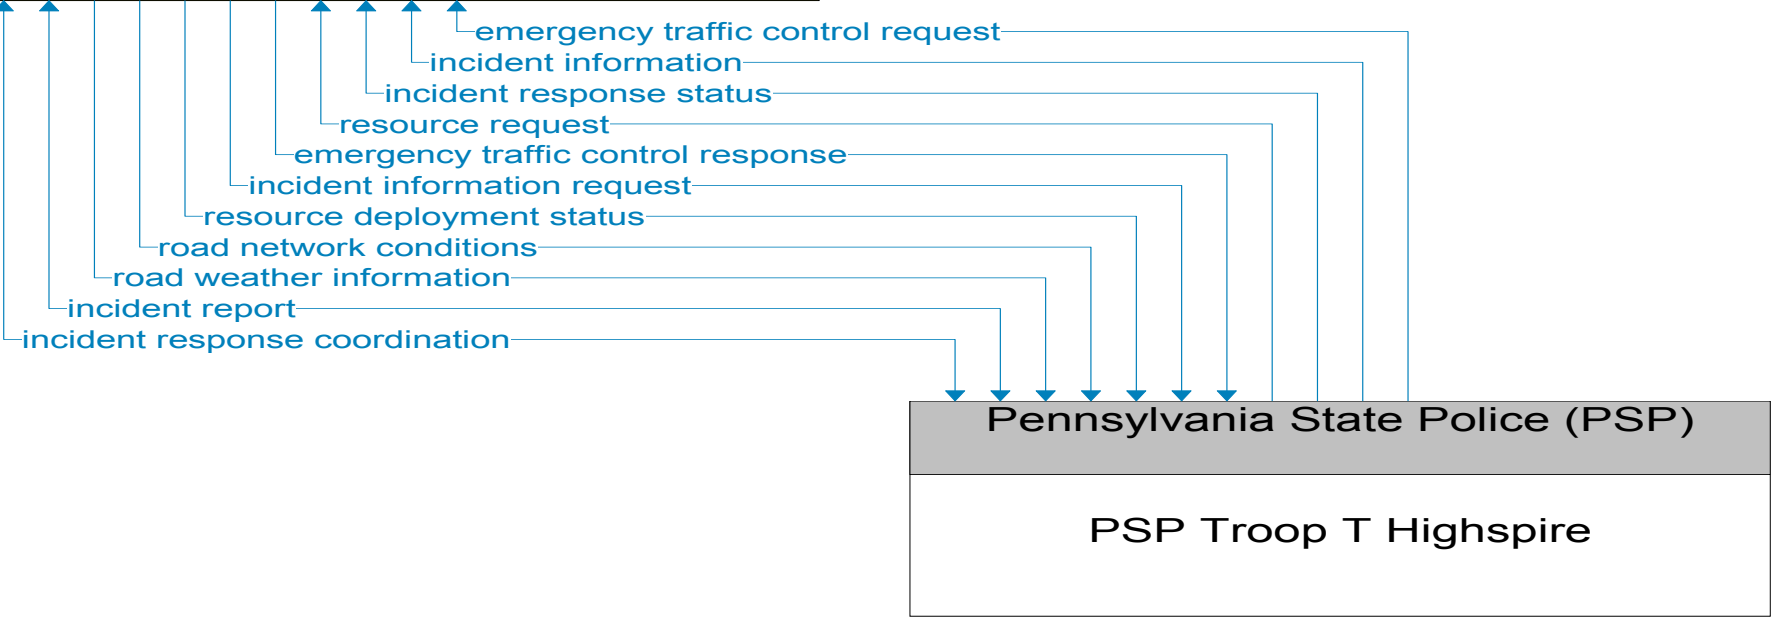 emergency traffic control request
incident information
incident response status
resource request
emergency traffic control response
incident information request
resource deployment status
road network conditions
road weather information
incident report
incident response coordination
Pennsylvania State Police (PSP)
PSP Troop T Highspire